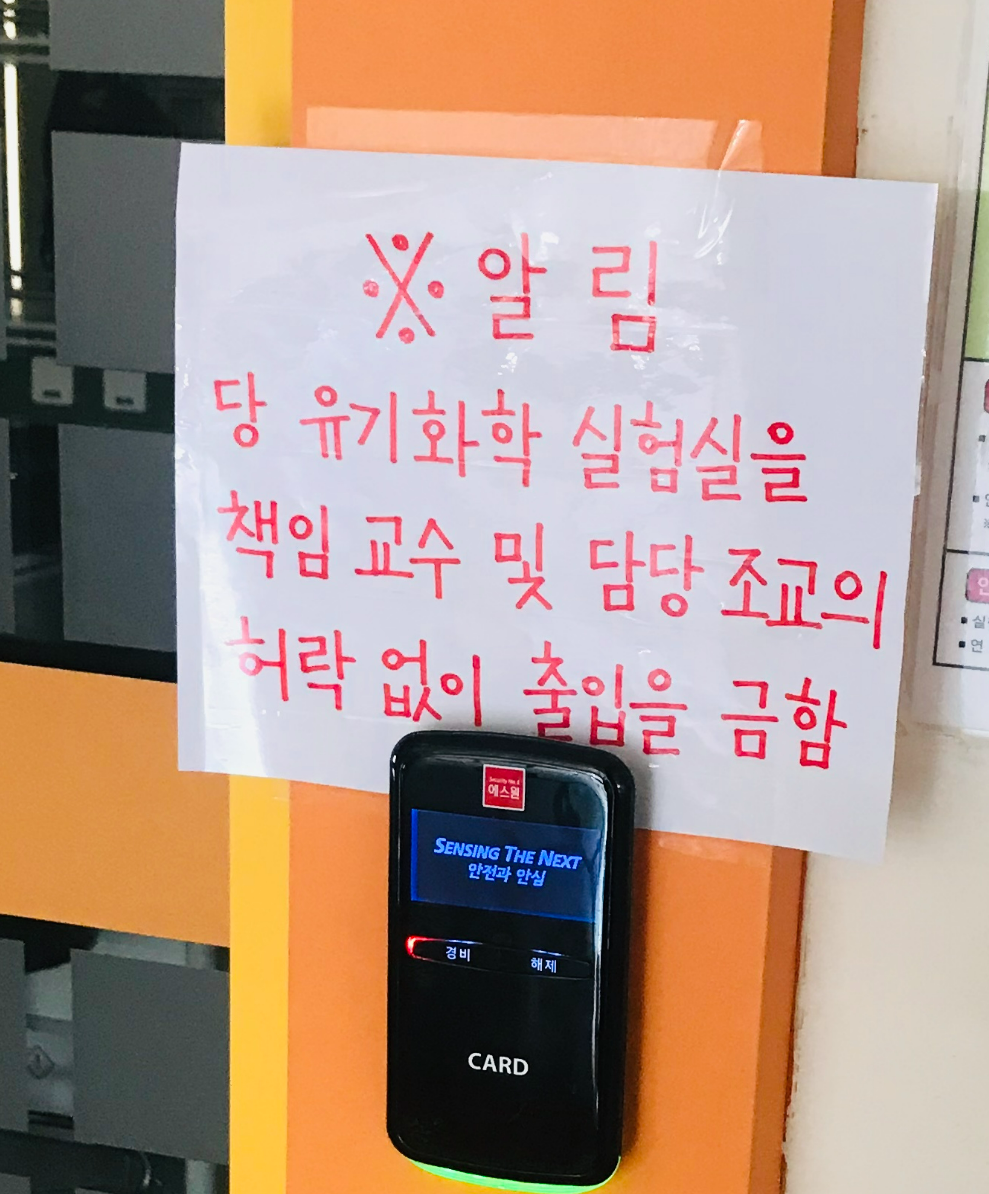 ※ 알림
당 유기화학 실험실을
책임 교수 및 담당 조교의
허락 없이 출입을 금함
에스원
SENSING THE NEXT
안전과 안심
경비 해제
CARD